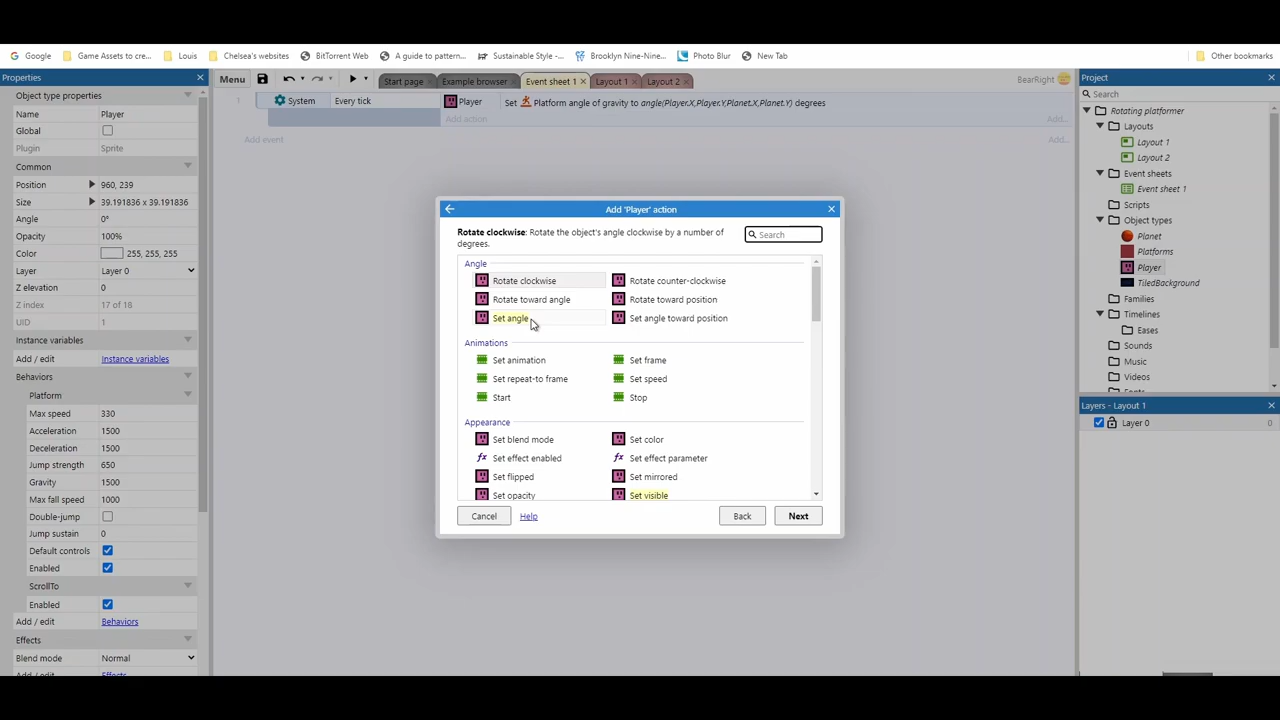 Google Game Assets to cre... Louis Chelsea's websites BitTorrent Web A guide to pattern... Sustainable Style -... Brooklyn Nine-Nine... Photo Blur New Tab Other bookmarks
Properties
Menu
Start page Example browser Event sheet 1 Layout 1 Layout 2
BearRight
Project
Object type properties
Name Player
Global
Plugin Sprite
Common
Position 960, 239
Size 39.191836 x 39.191836
Angle 0°
Opacity 100%
Color 255, 255, 255
Layer Layer 0
Z elevation 0
Z index 17 of 18
UID 1
Instance variables
Add / edit Instance variables
Behaviors
Platform
Max speed 330
Acceleration 1500
Deceleration 1500
Jump strength 650
Gravity 1500
Max fall speed 1000
Double-jump
Jump sustain 0
Default controls
Enabled
ScrollTo
Enabled
Add / edit Behaviors
Effects
Blend mode Normal
Add / edit Effects
1 System Every tick Player Set Platform angle of gravity to angle(Player.X,Player.Y,Planet.X,Planet.Y) degrees
Add action Add...
Add event Add...
Add 'Player' action
Rotate clockwise: Rotate the object's angle clockwise by a number of
degrees.
Search
Angle
Rotate clockwise Rotate counter-clockwise
Rotate toward angle Rotate toward position
Set angle Set angle toward position
Animations
Set animation Set frame
Set repeat-to frame Set speed
Start Stop
Appearance
Set blend mode Set color
Set effect enabled Set effect parameter
Set flipped Set mirrored
Set opacity Set visible
Cancel Help Back Next
Search
Rotating platformer
Layouts
Layout 1
Layout 2
Event sheets
Event sheet 1
Scripts
Object types
Planet
Platforms
Player
TiledBackground
Families
Timelines
Eases
Sounds
Music
Videos
Fonts
Layers - Layout 1
Layer 0 0